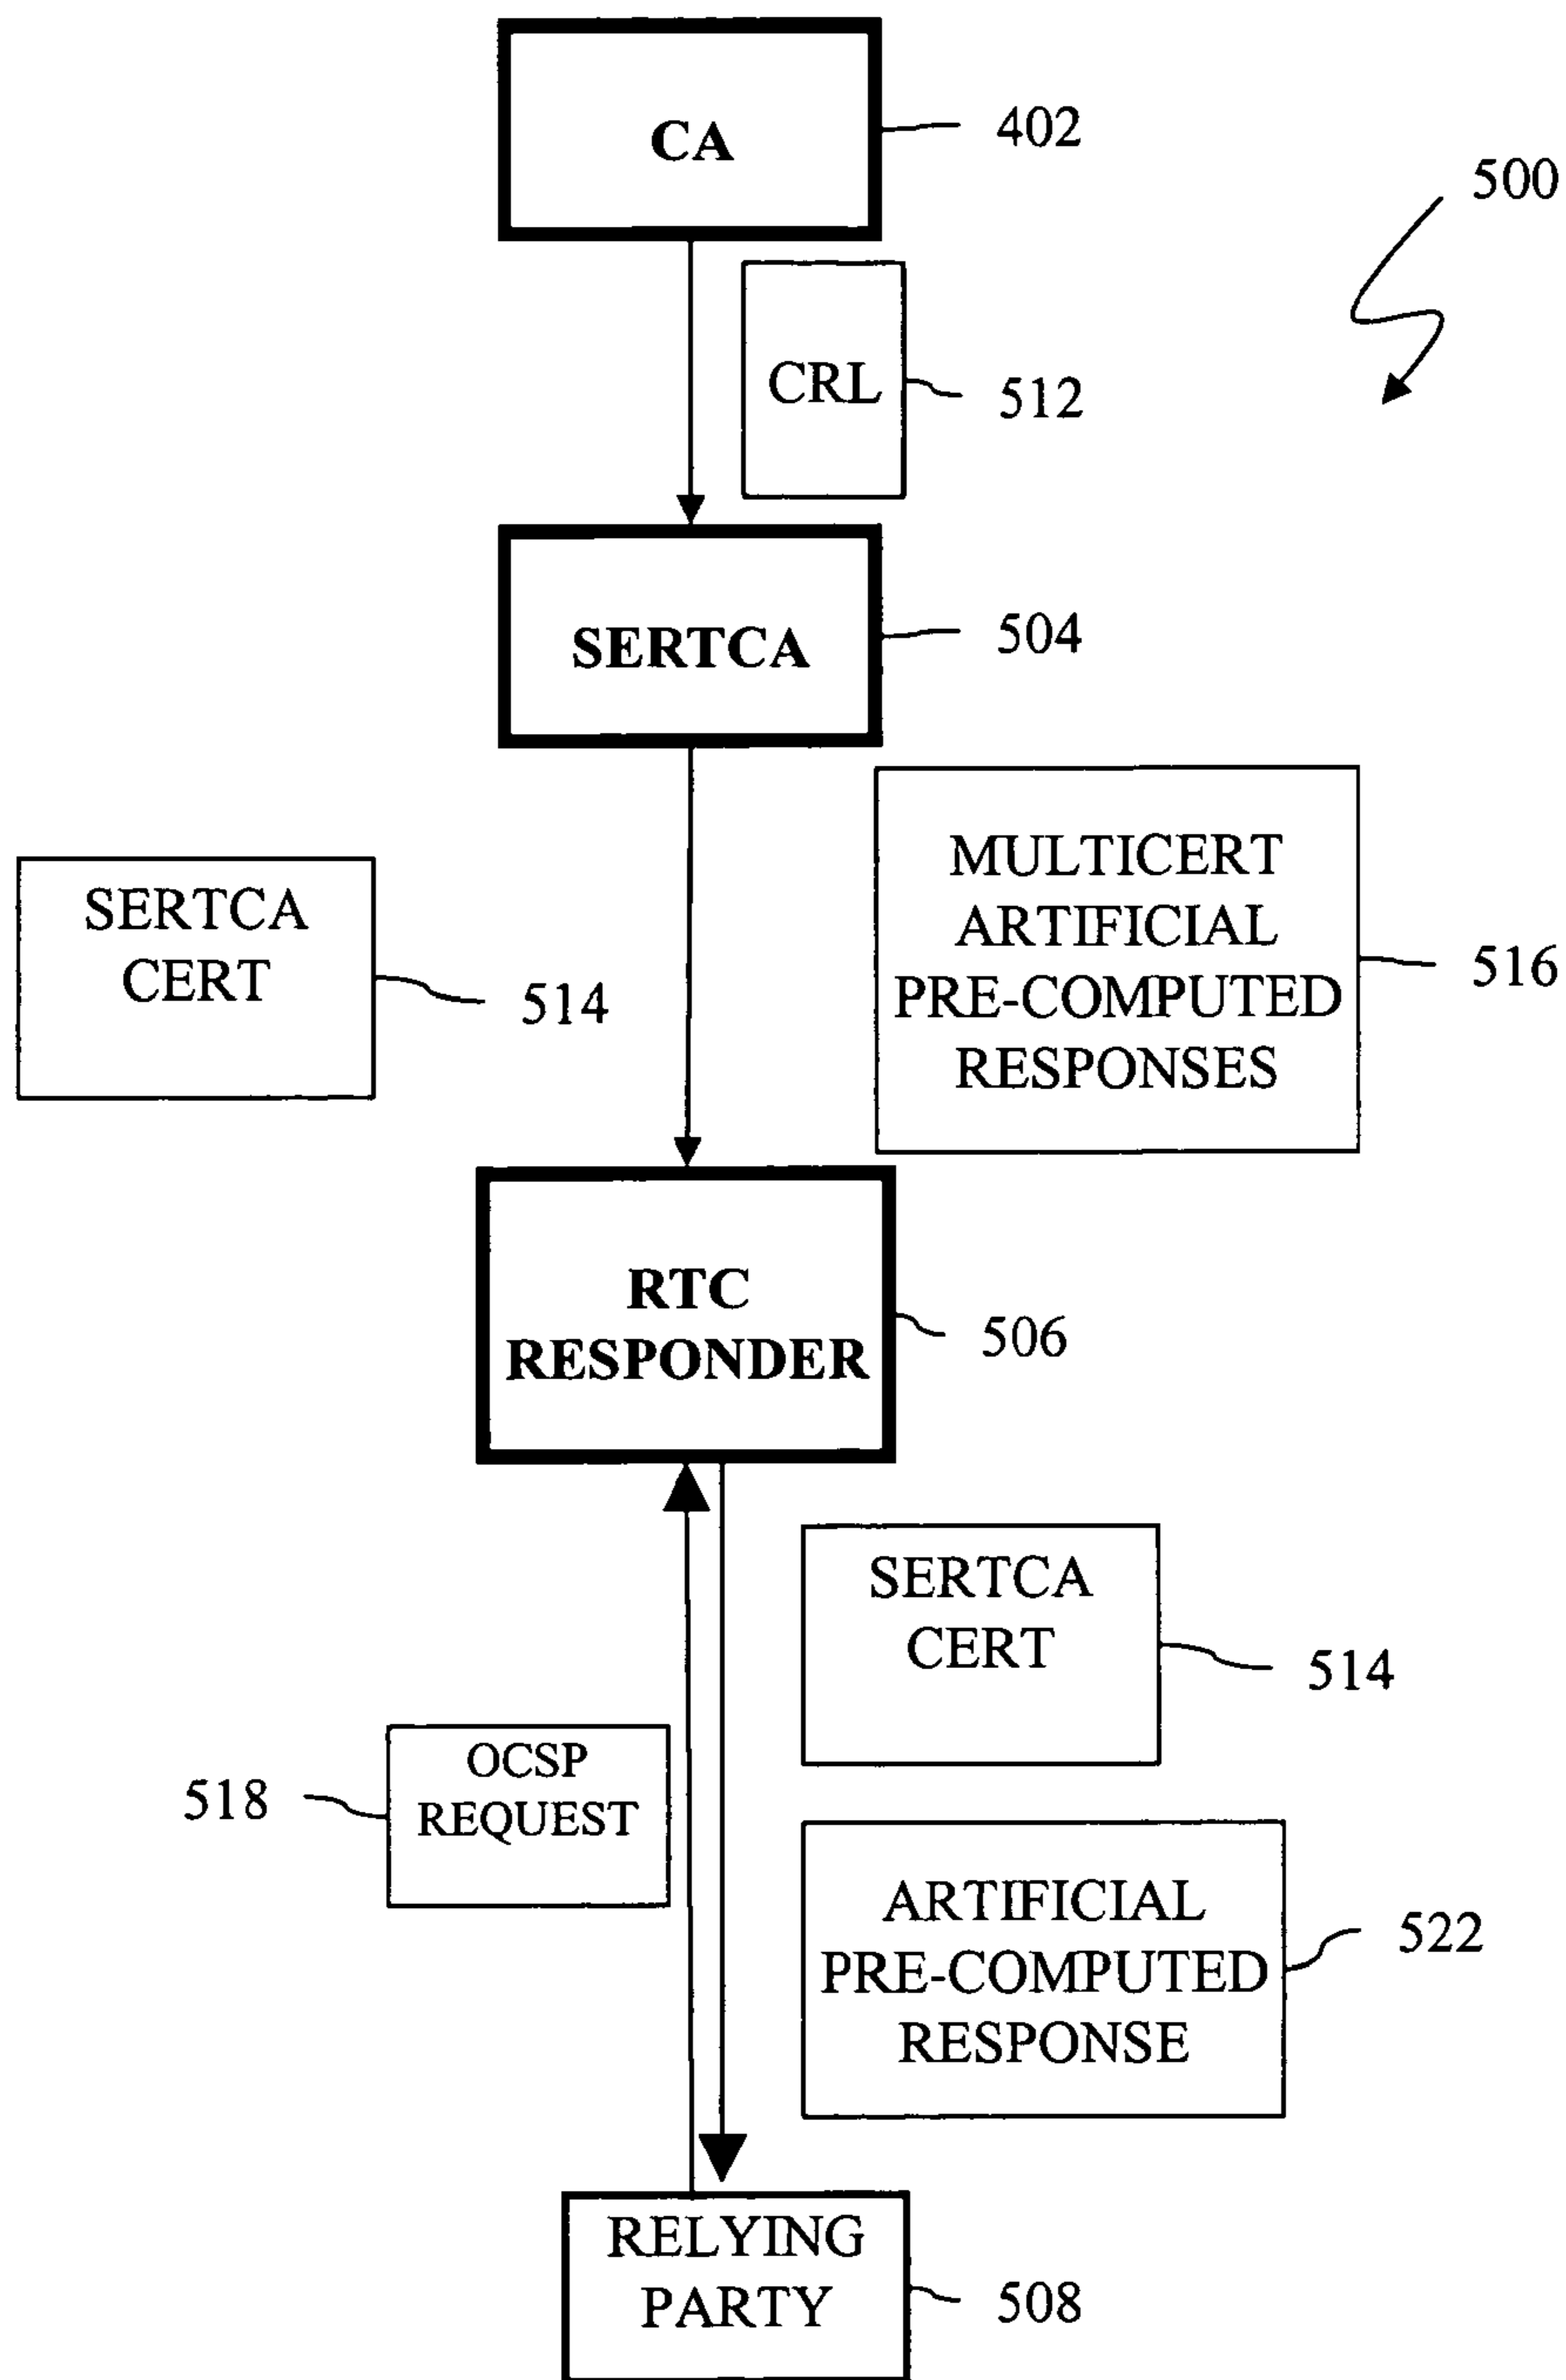 CA
402
500
CRL
512
SERTCA
504
SERTCA
CERT
514
MULTICERT
ARTIFICIAL
PRE-COMPUTED
RESPONSES
516
RTC
RESPONDER
506
SERTCA
CERT
514
OCSP
REQUEST
518
ARTIFICIAL
PRE-COMPUTED
RESPONSE
522
RELYING
PARTY
508